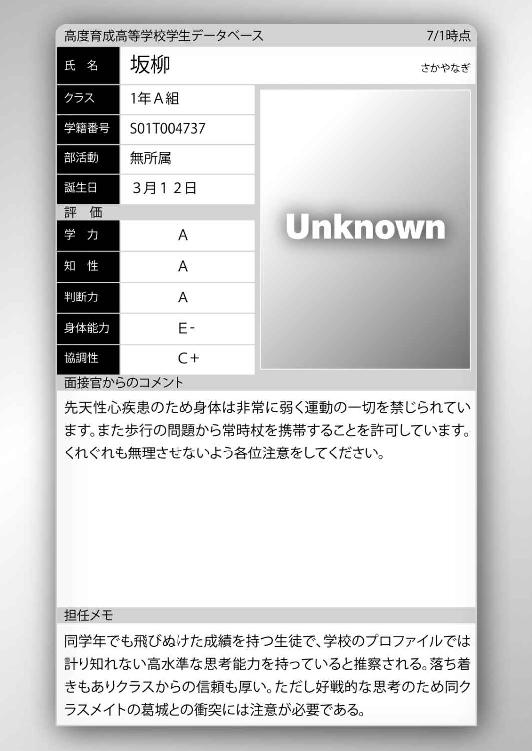 高度育成高等学校学生データベース 7/1時点
氏 名 坂柳 さかやなぎ
クラス 1年A組
学籍番号 S01T004737
部活動 無所属
誕生日 3月12日
評 価
学 力 A
知 性 A
判断力 A
身体能力 E-
協調性 C+
Unknown
面接官からのコメント
先天性心疾患のため身体は非常に弱く運動の一切を禁じられてい
ます。また歩行の問題から常時杖を携帯することを許可しています。
くれぐれも無理させないよう各位注意をしてください。
担任メモ
同学年でも飛びぬけた成績を持つ生徒で、学校のプロファイルでは
計り知れない高水準な思考能力を持っていると推察される。落ち着
きもありクラスからの信頼も厚い。ただし好戦的な思考のため同ク
ラスメイトの葛城との衝突には注意が必要である。